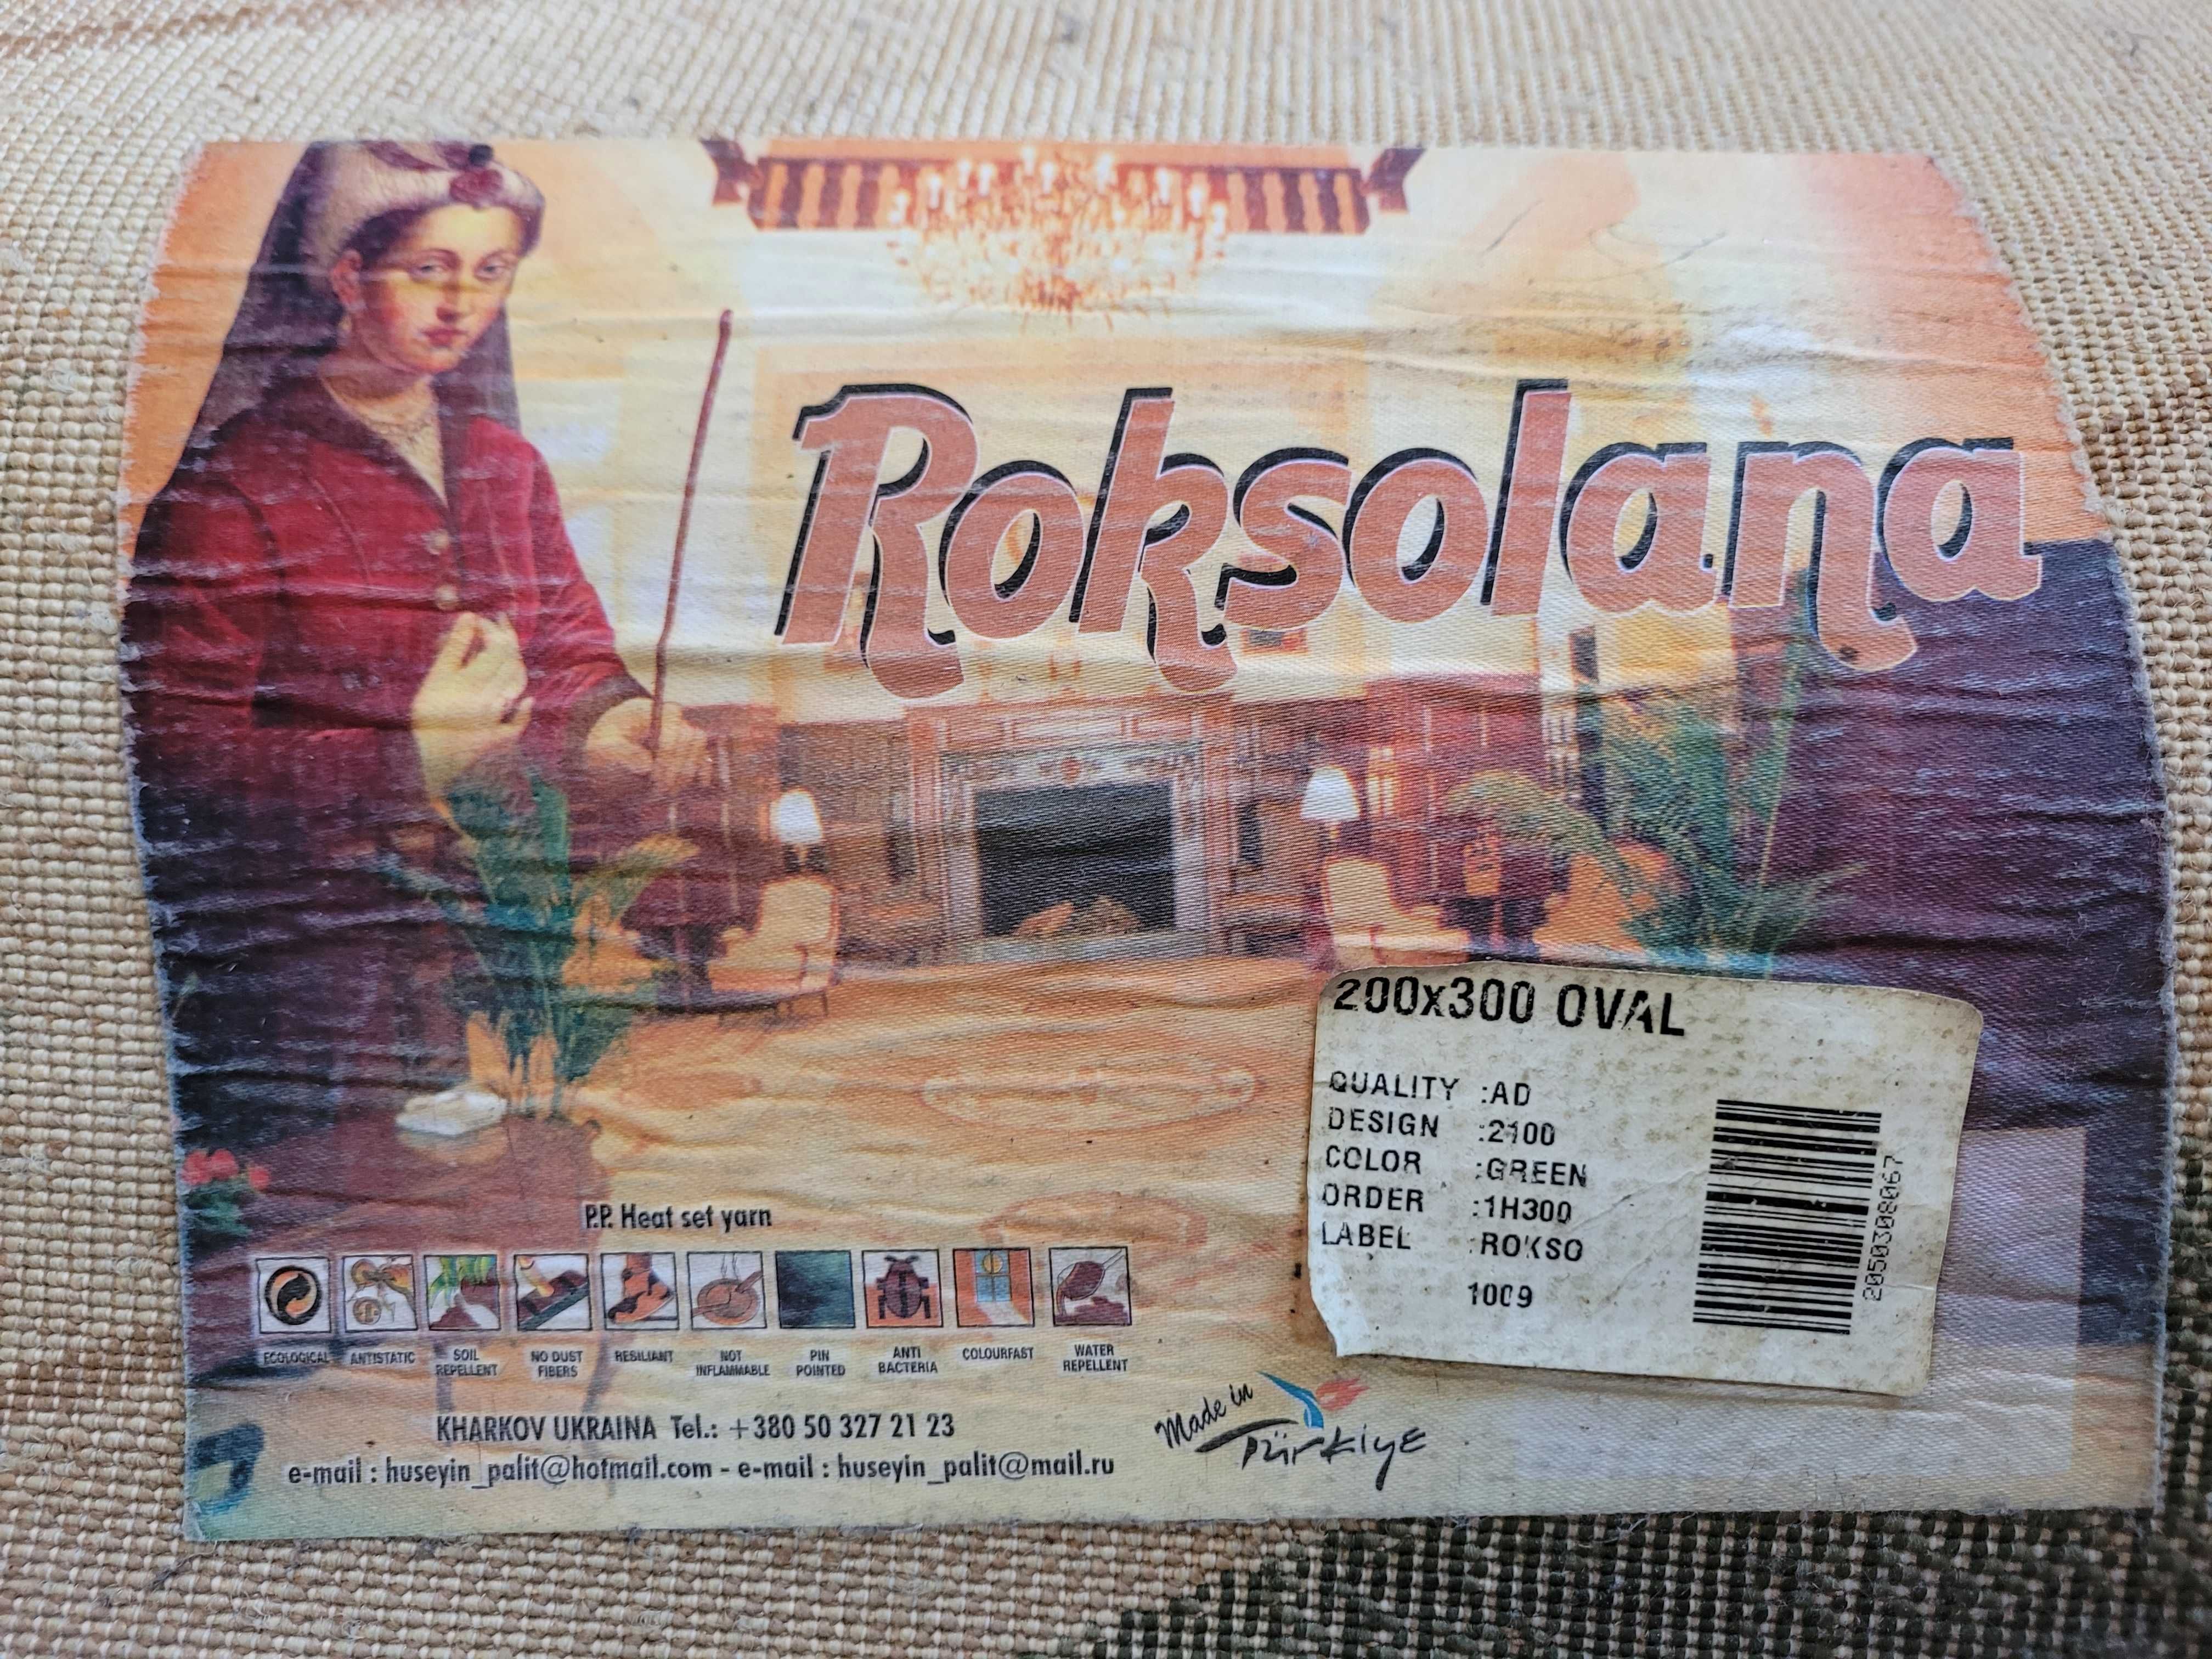 Roksolana
200x300 OVAL
QUALITY :AD
DESIGN :2100
COLOR :GREEN
ORDER :1H300
LABEL :ROKSO
1009
20503308067
P.P. Heat set yarn
ECOLOGICAL
ANTISTATIC
SOIL REPELLENT
NO DUST FIBERS
RESILIANT
NOT INFLAMMABLE
PIN POINTED
ANTI BACTERIA
COLOURFAST
WATER REPELLENT
KHARKOV UKRAINA Tel.: +380 50 327 21 23
e-mail : huseyin_palit@hotmail.com - e-mail : huseyin_palit@mail.ru
Made in
Türkiye